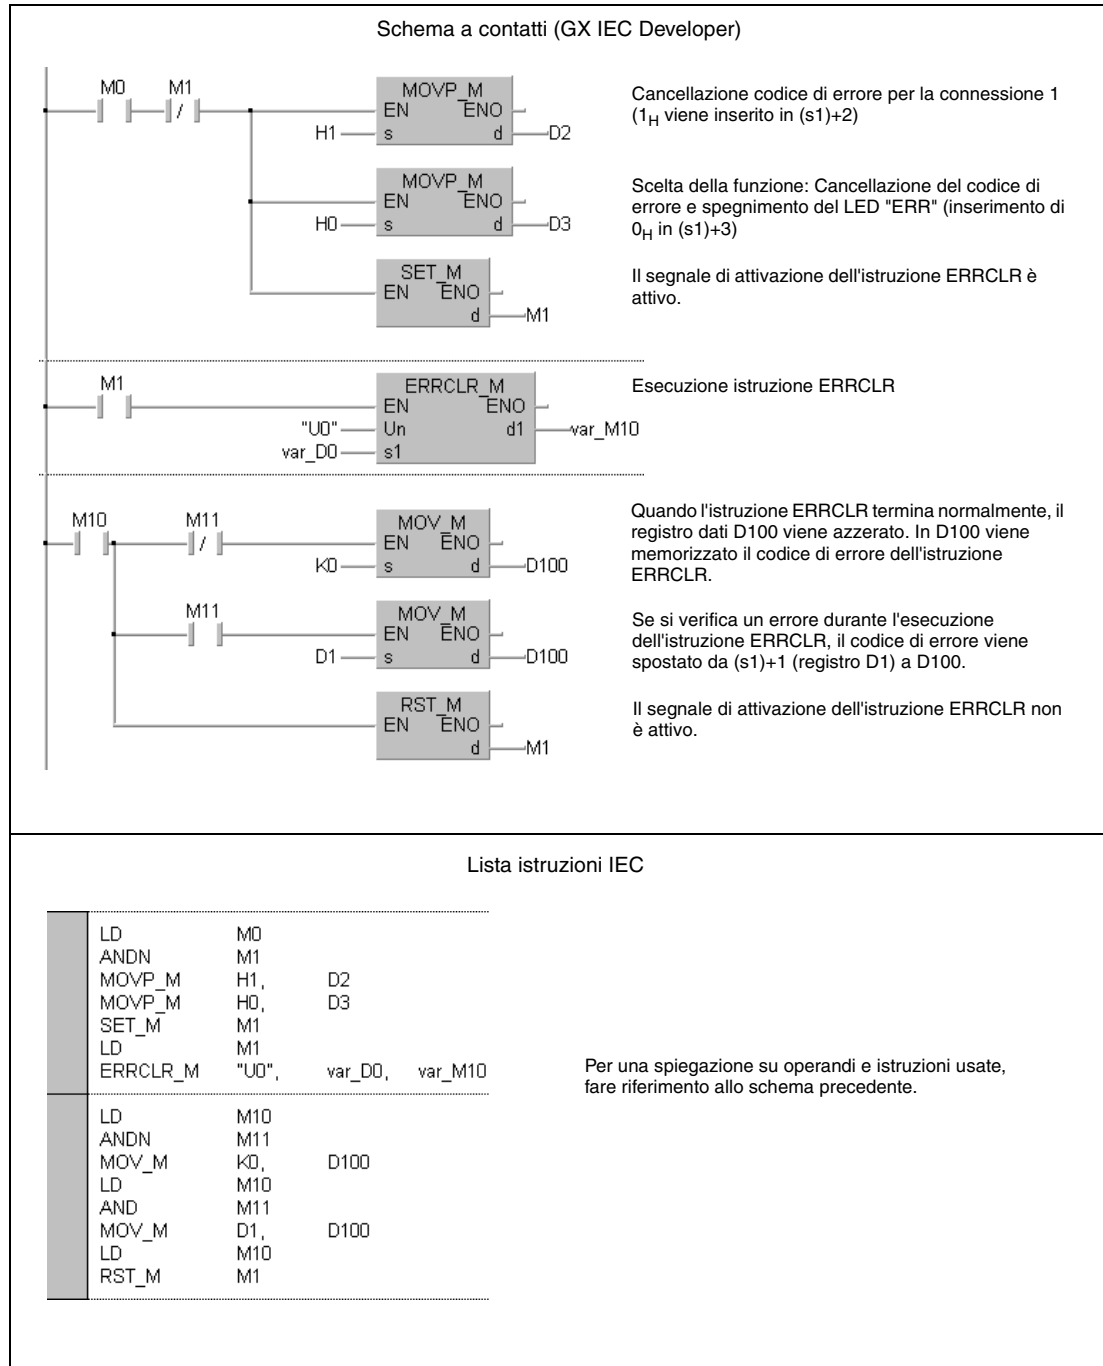 Schema a contatti (GX IEC Developer)
M0 M1 MOVP_M
EN ENO
H1 s d D2
Cancellazione codice di errore per la connessione 1
(1H viene inserito in (s1)+2)
MOVP_M
EN ENO
H0 s d D3
Scelta della funzione: Cancellazione del codice di
errore e spegnimento del LED "ERR" (inserimento di
0H in (s1)+3)
SET_M
EN ENO
d M1
Il segnale di attivazione dell'istruzione ERRCLR è
attivo.
M1 ERRCLR_M
EN ENO
"U0" Un d1 var_M10
var_D0 s1
Esecuzione istruzione ERRCLR
M10 M11 MOV_M
EN ENO
K0 s d D100
Quando l'istruzione ERRCLR termina normalmente, il
registro dati D100 viene azzerato. In D100 viene
memorizzato il codice di errore dell'istruzione
ERRCLR.
M11 MOV_M
EN ENO
D1 s d D100
Se si verifica un errore durante l'esecuzione
dell'istruzione ERRCLR, il codice di errore viene
spostato da (s1)+1 (registro D1) a D100.
RST_M
EN ENO
d M1
Il segnale di attivazione dell'istruzione ERRCLR non
è attivo.
Lista istruzioni IEC
LD M0
ANDN M1
MOVP_M H1, D2
MOVP_M H0, D3
SET_M M1
LD M1
ERRCLR_M "U0", var_D0, var_M10
LD M10
ANDN M11
MOV_M K0, D100
LD M10
AND M11
MOV_M D1, D100
LD M10
RST_M M1
Per una spiegazione su operandi e istruzioni usate,
fare riferimento allo schema precedente.